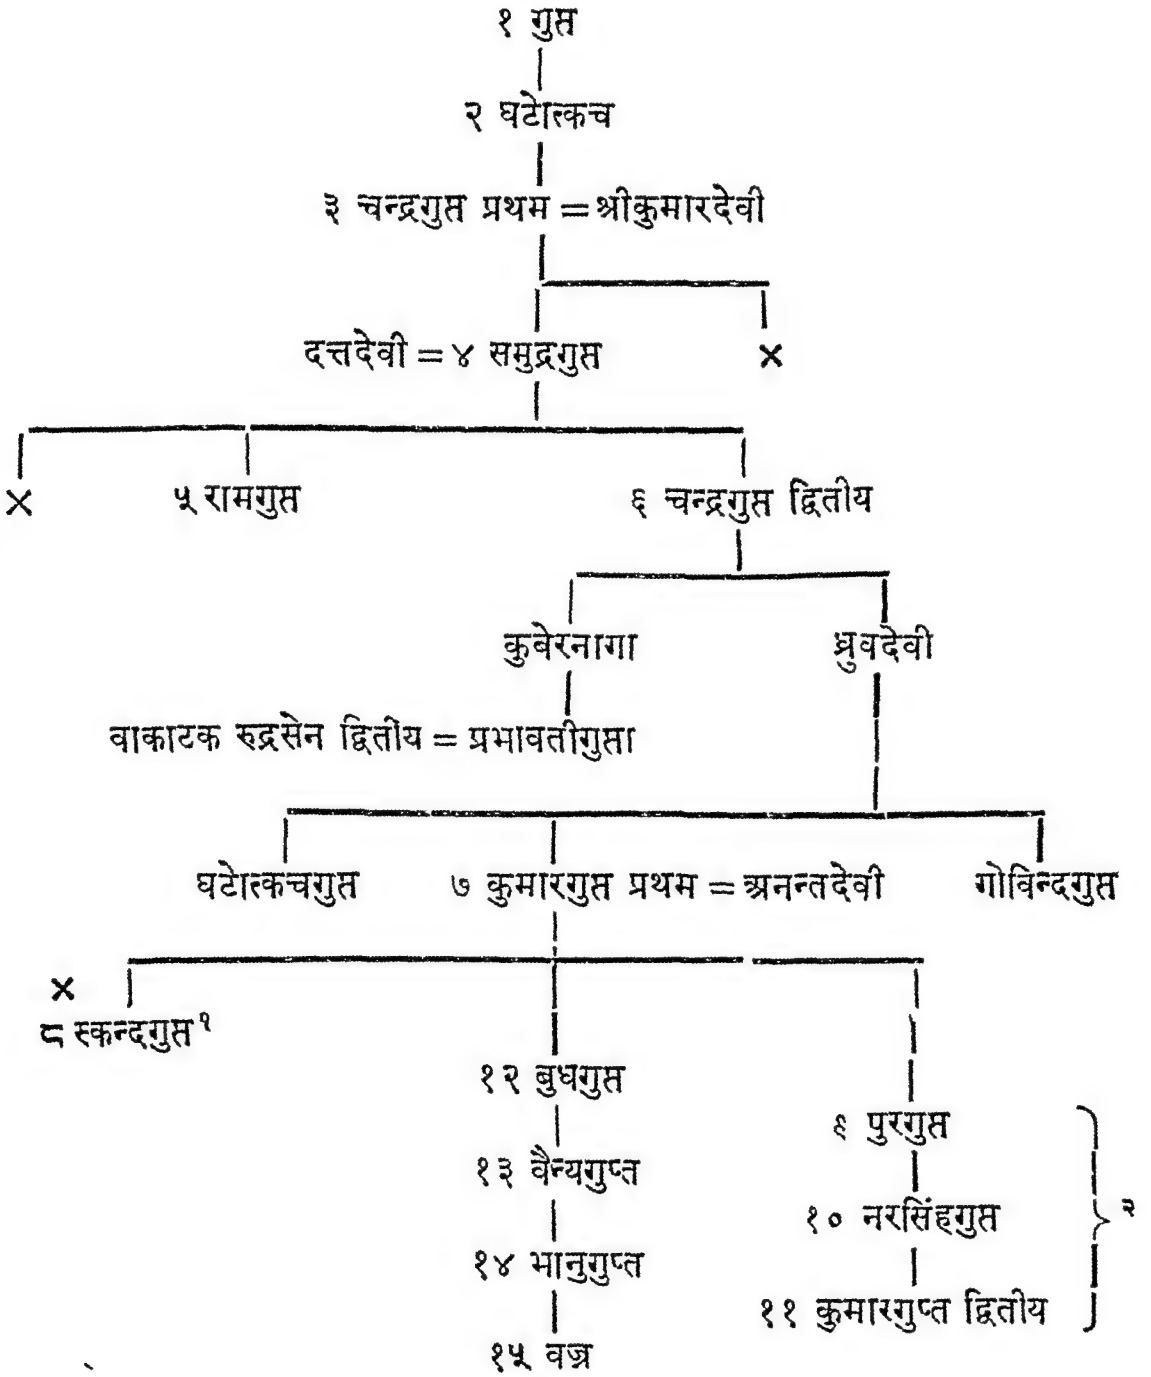 १ गुप्त
२ घटोत्कच
३ चन्द्रगुप्त प्रथम = श्रीकुमारदेवी
दत्तदेवी = ४ समुद्रगुप्त ×
× ५ रामगुप्त ६ चन्द्रगुप्त द्वितीय
कुबेरनागा ध्रुवदेवी
वाकाटक रुद्रसेन द्वितीय = प्रभावतीगुप्ता
घटोत्कचगुप्त ७ कुमारगुप्त प्रथम = अनन्तदेवी गोविन्दगुप्त
×
८ स्कन्दगुप्त १
१२ बुधगुप्त
९ पुरगुप्त
१३ वैन्यगुप्त
१० नरसिंहगुप्त २
१४ भानुगुप्त
११ कुमारगुप्त द्वितीय
१५ वज्र